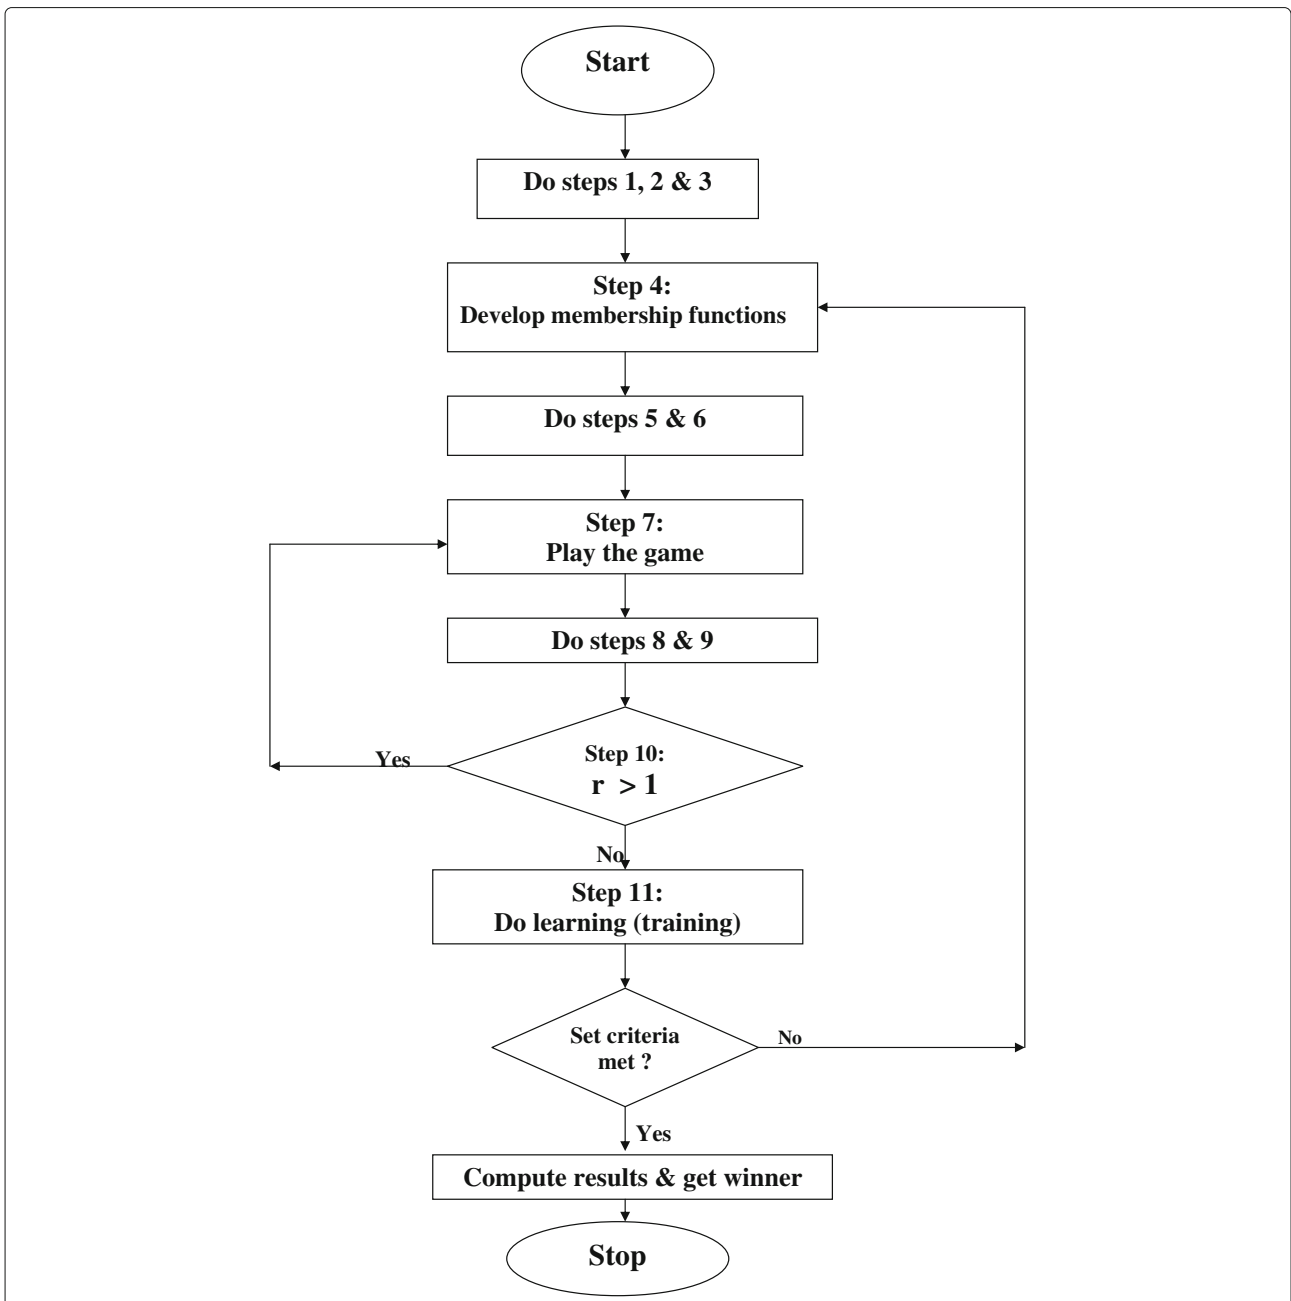 Start
Do steps 1, 2 & 3
Step 4:
Develop membership functions
Do steps 5 & 6
Step 7:
Play the game
Do steps 8 & 9
Step 10:
r > 1
Yes
No
Step 11:
Do learning (training)
Set criteria
met ?
No
Yes
Compute results & get winner
Stop